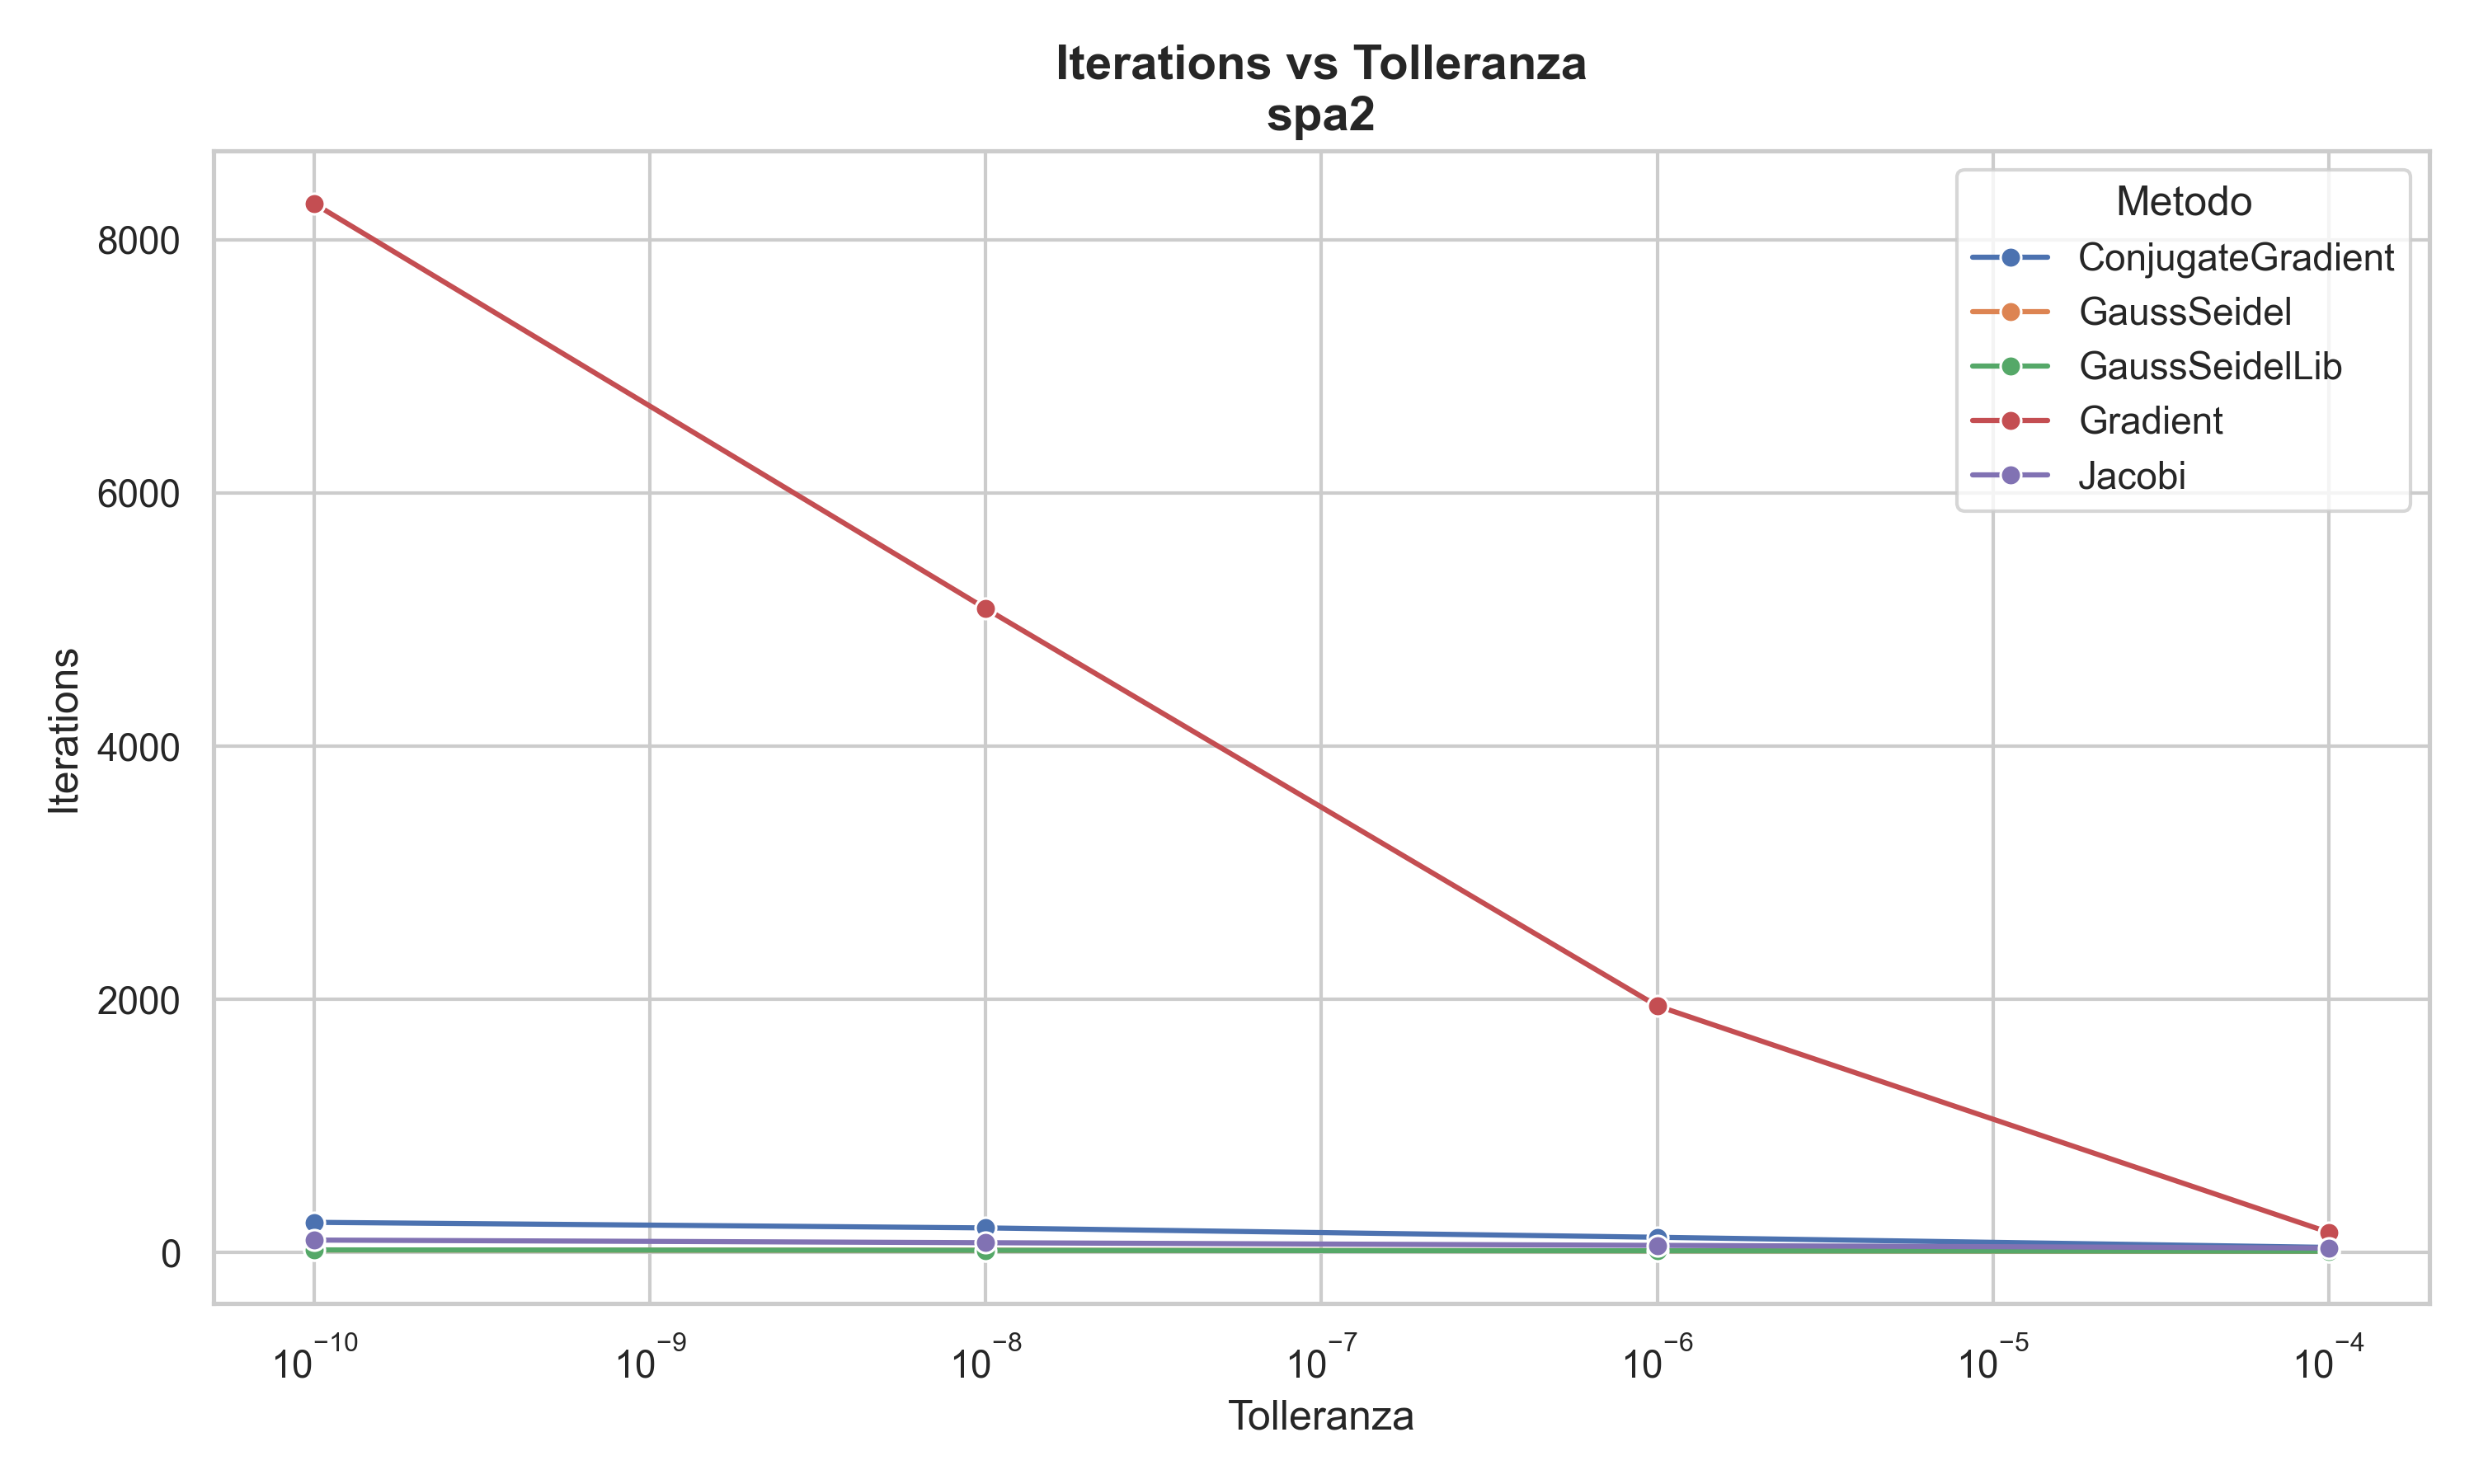 Iterations vs Tolleranza
spa2
Metodo
ConjugateGradient
GaussSeidel
GaussSeidelLib
Gradient
Jacobi
Iterations
8000
6000
4000
2000
0
10⁻¹⁰ 10⁻⁹ 10⁻⁸ 10⁻⁷ 10⁻⁶ 10⁻⁵ 10⁻⁴
Tolleranza